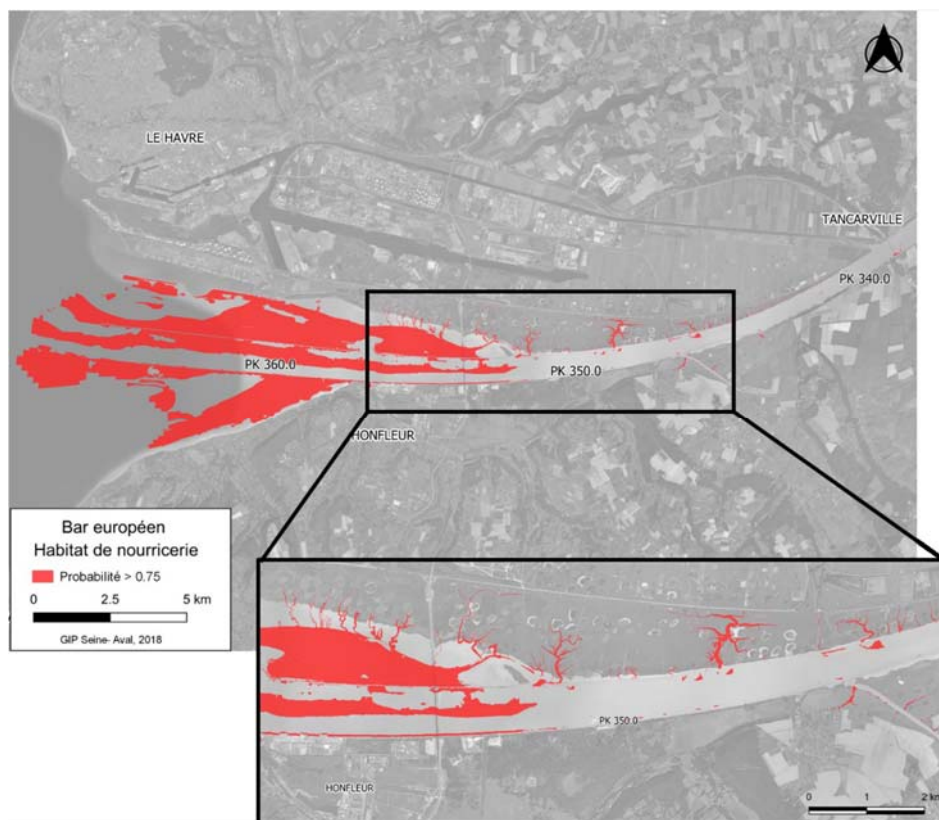 LE HAVRE
TANCARVILLE
PK 340.0
PK 360.0
PK 350.0
HONFLEUR
Bar européen
Habitat de nourricerie
Probabilité > 0,75
0 2.5 5 km
GIP Seine- Aval, 2018
PK 350.0
HONFLEUR
0 1 2 km